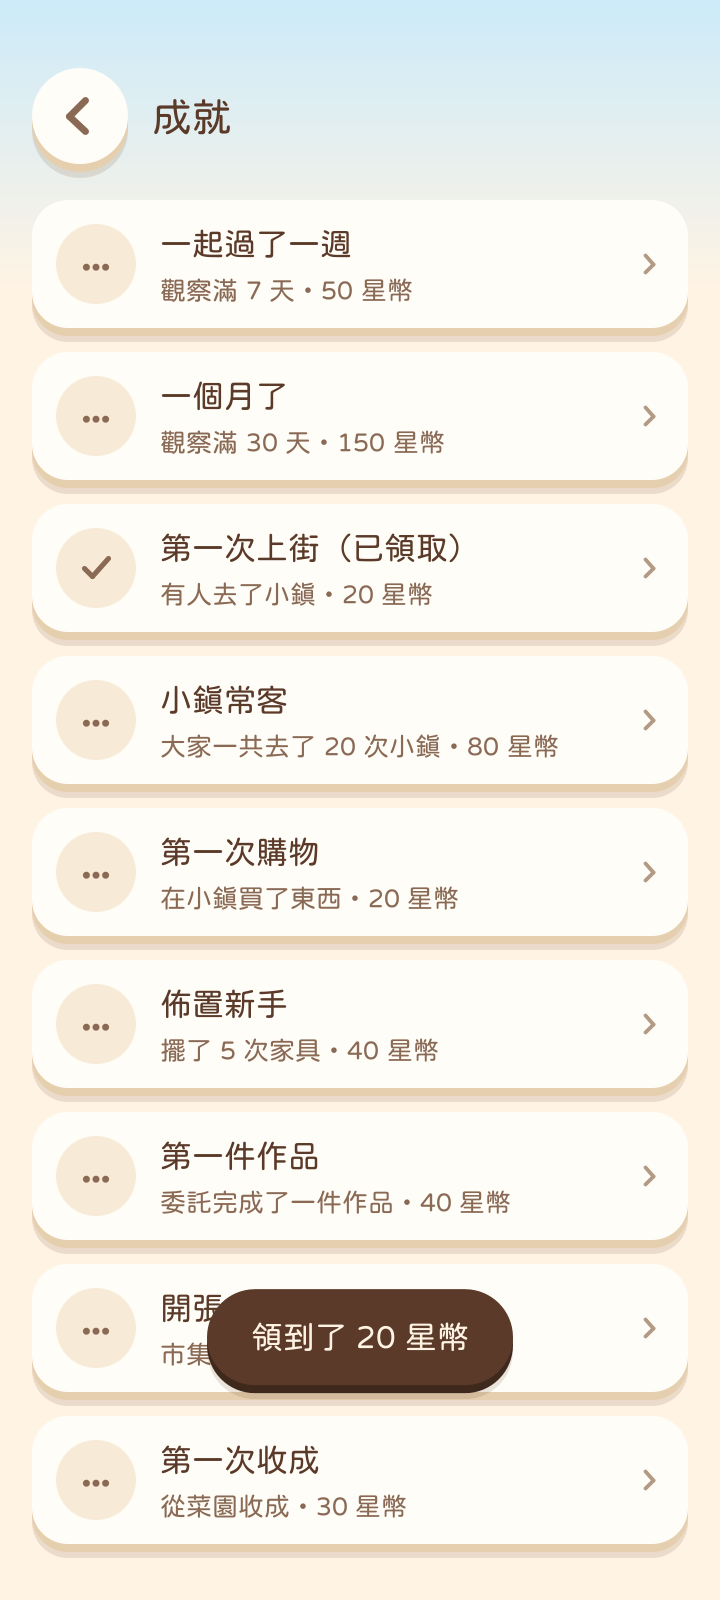 成就
一起過了一週
觀察滿 7 天・50 星幣
一個月了
觀察滿 30 天・150 星幣
第一次上街（已領取）
有人去了小鎮・20 星幣
小鎮常客
大家一共去了 20 次小鎮・80 星幣
第一次購物
在小鎮買了東西・20 星幣
佈置新手
擺了 5 次家具・40 星幣
第一件作品
委託完成了一件作品・40 星幣
開張
市集
領到了 20 星幣
第一次收成
從菜園收成・30 星幣